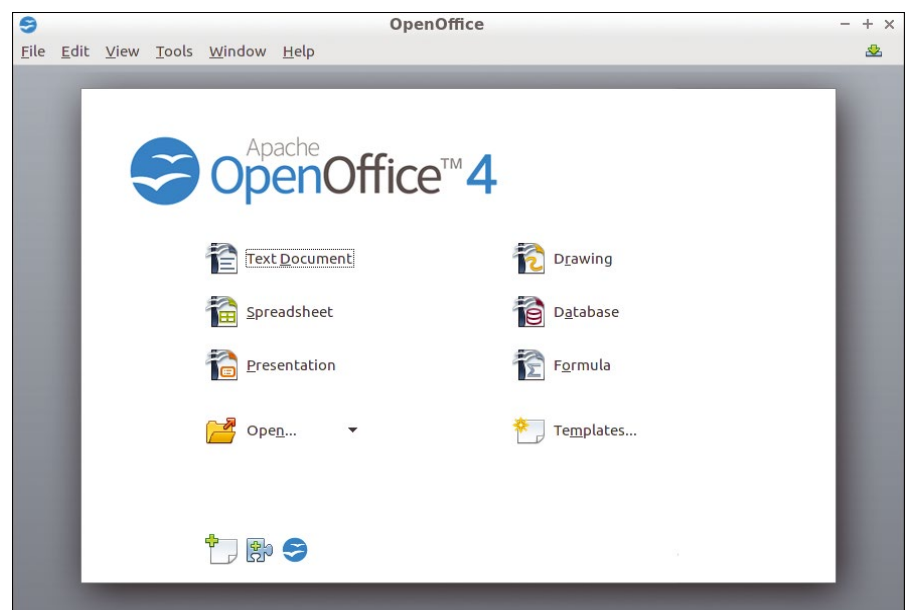 OpenOffice
File Edit View Tools Window Help
Apache
OpenOffice™ 4
Text Document
Drawing
Spreadsheet
Database
Presentation
Formula
Open...
Templates...